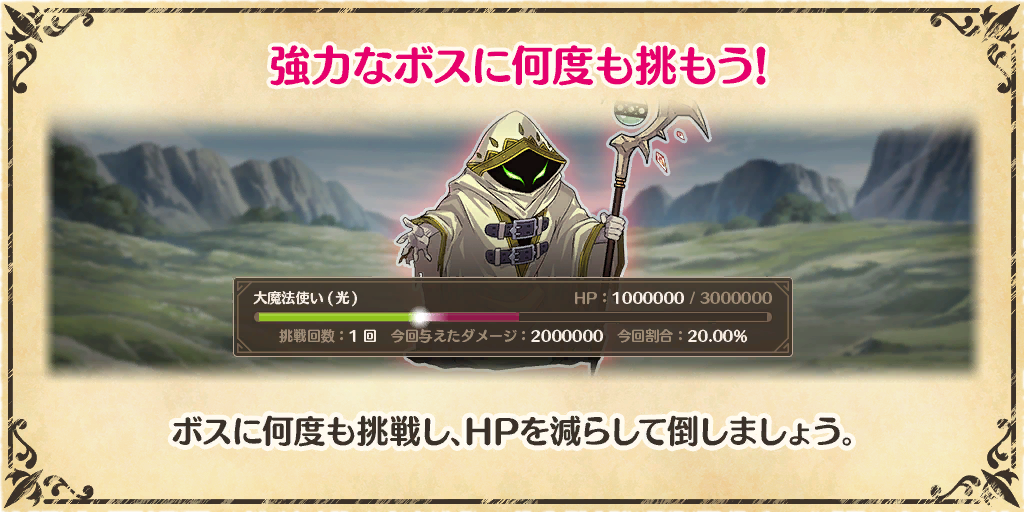 強力なボスに何度も挑もう!
大魔法使い(光) HP:1000000 / 3000000
挑戦回数:1 回 今回与えたダメージ:2000000 今回割合:20.00%
ボスに何度も挑戦し、HPを減らして倒しましょう。